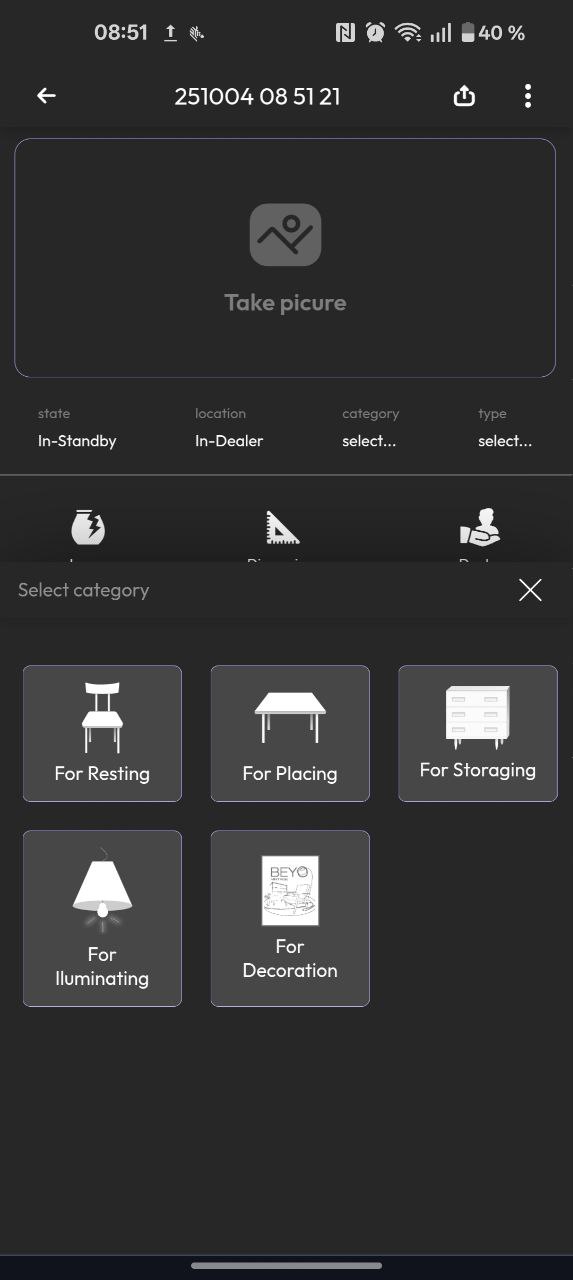 08:51
40 %
251004 08 51 21
Take picure
state
location
category
type
In-Standby
In-Dealer
select...
select...
Select category
For Resting
For Placing
For Storaging
For
Iluminating
BEYO
For
Decoration